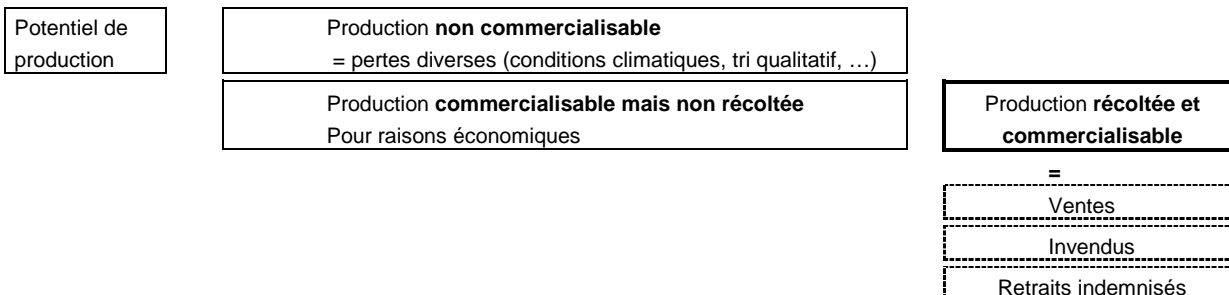 Potentiel de
production
Production non commercialisable
= pertes diverses (conditions climatiques, tri qualitatif, …)
Production commercialisable mais non récoltée
Pour raisons économiques
Production récoltée et
commercialisable
=
Ventes
Invendus
Retraits indemnisés